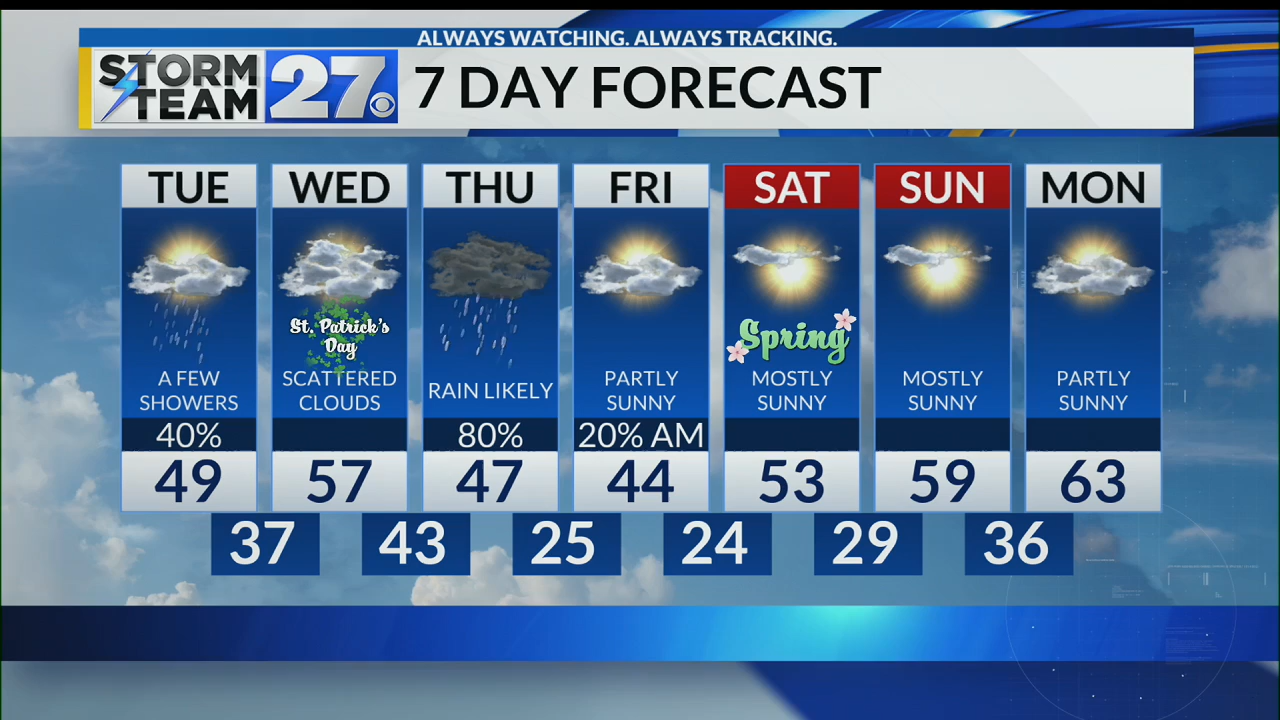 ALWAYS WATCHING. ALWAYS TRACKING.
STORM
TEAM
27
7 DAY FORECAST
TUE WED THU FRI SAT SUN MON
St. Patrick's
Day
Spring
A FEW
SHOWERS
SCATTERED
CLOUDS
RAIN LIKELY
PARTLY
SUNNY
MOSTLY
SUNNY
MOSTLY
SUNNY
PARTLY
SUNNY
40% 80% 20% AM
49 57 47 44 53 59 63
37 43 25 24 29 36